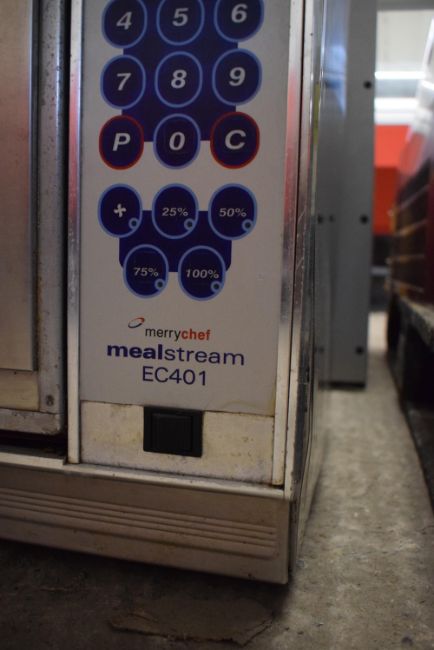 4 5 6
7 8 9
P 0 C
25% 50%
75% 100%
merrychef
mealstream
EC401